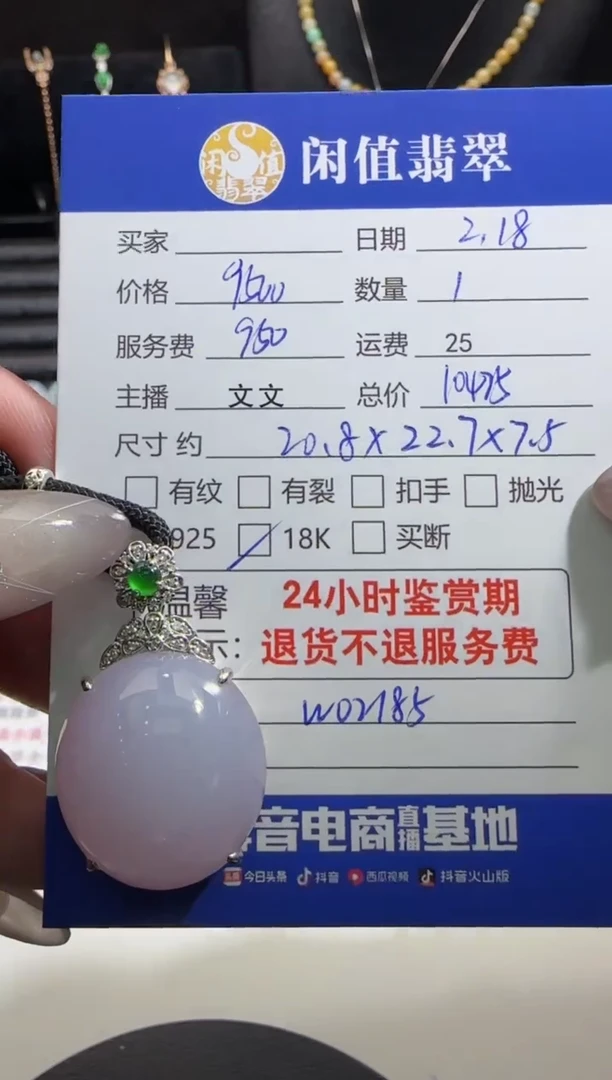 闲值翡翠
闲值翡翠
买家 日期 2.18
价格 9500 数量 1
服务费 950 运费 25
主播 文文 总价 10475
尺寸 约 20.8X22.7X7.5
有纹 有裂 扣手 抛光
925 18K 买断
温馨 24小时鉴赏期
示: 退货不退服务费
W02185
音电商直播基地
今日头条 抖音 西瓜视频 抖音火山版